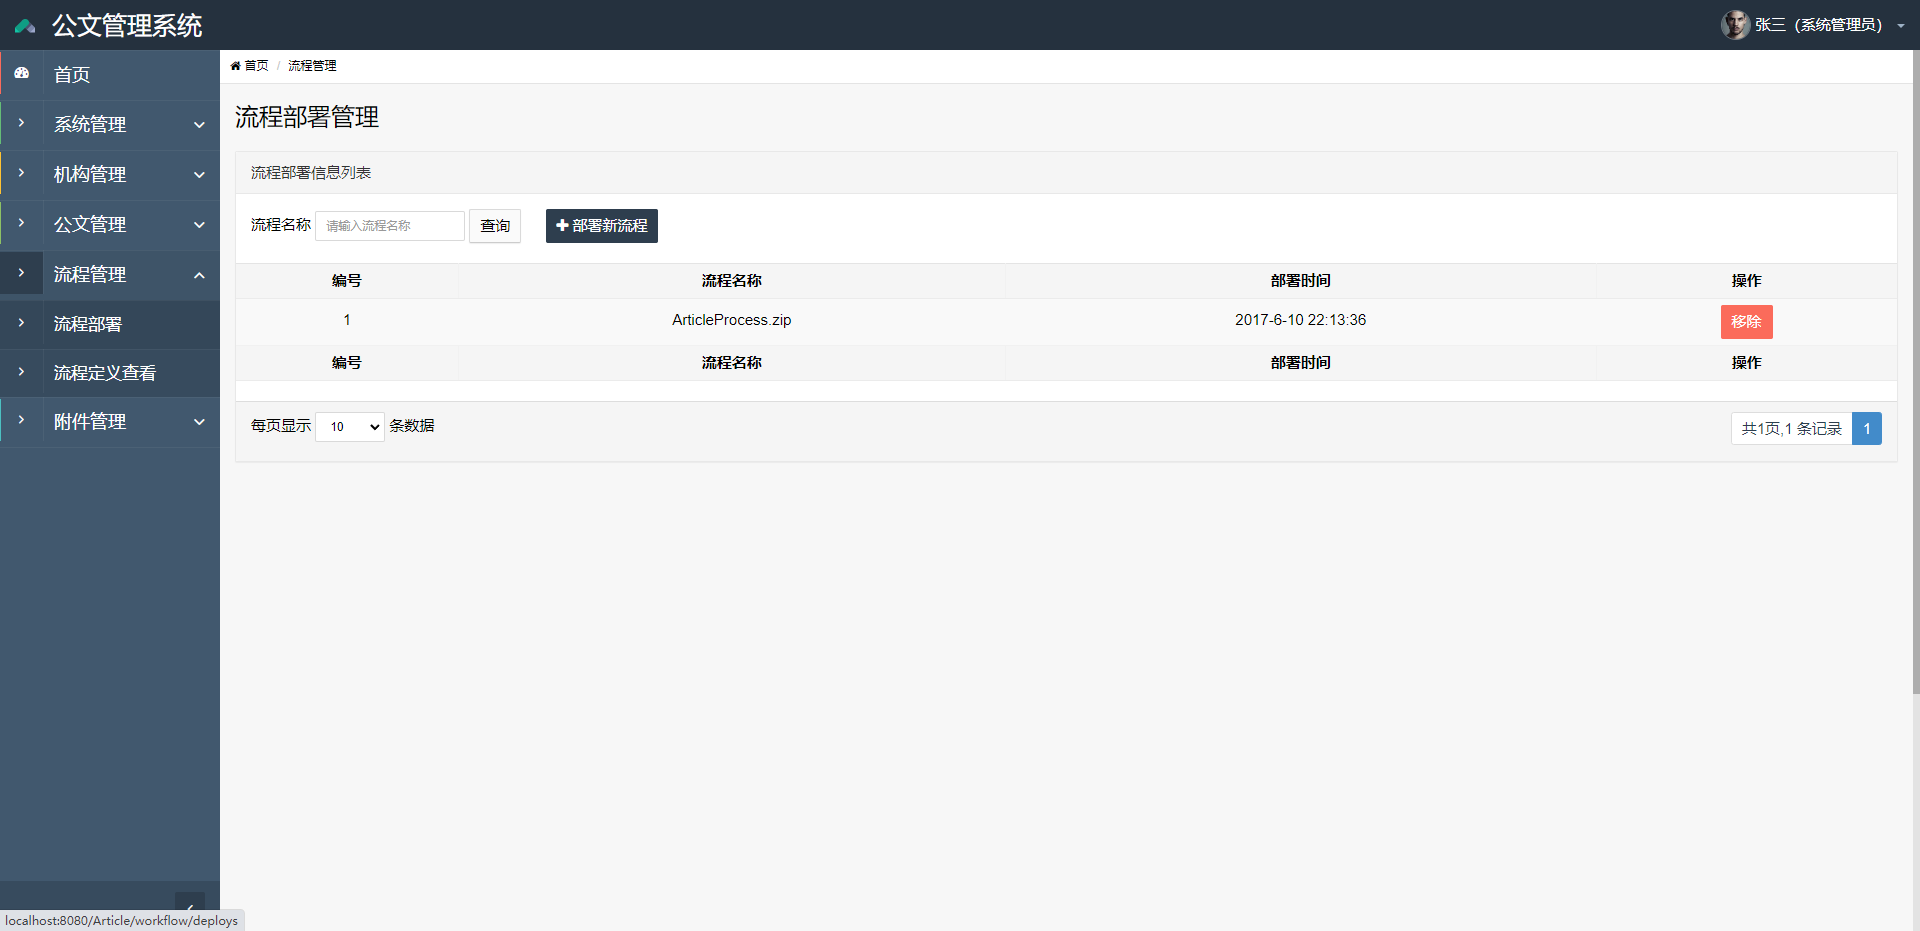 公文管理系统
张三（系统管理员）
首页
系统管理
机构管理
公文管理
流程管理
流程部署
流程定义查看
附件管理
首页 / 流程管理
流程部署管理
流程部署信息列表
流程名称 请输入流程名称 查询 部署新流程
编号 流程名称 部署时间 操作
1 ArticleProcess.zip 2017-6-10 22:13:36 移除
编号 流程名称 部署时间 操作
每页显示 10 条数据 共1页,1 条记录 1
localhost:8080/Article/workflow/deploys